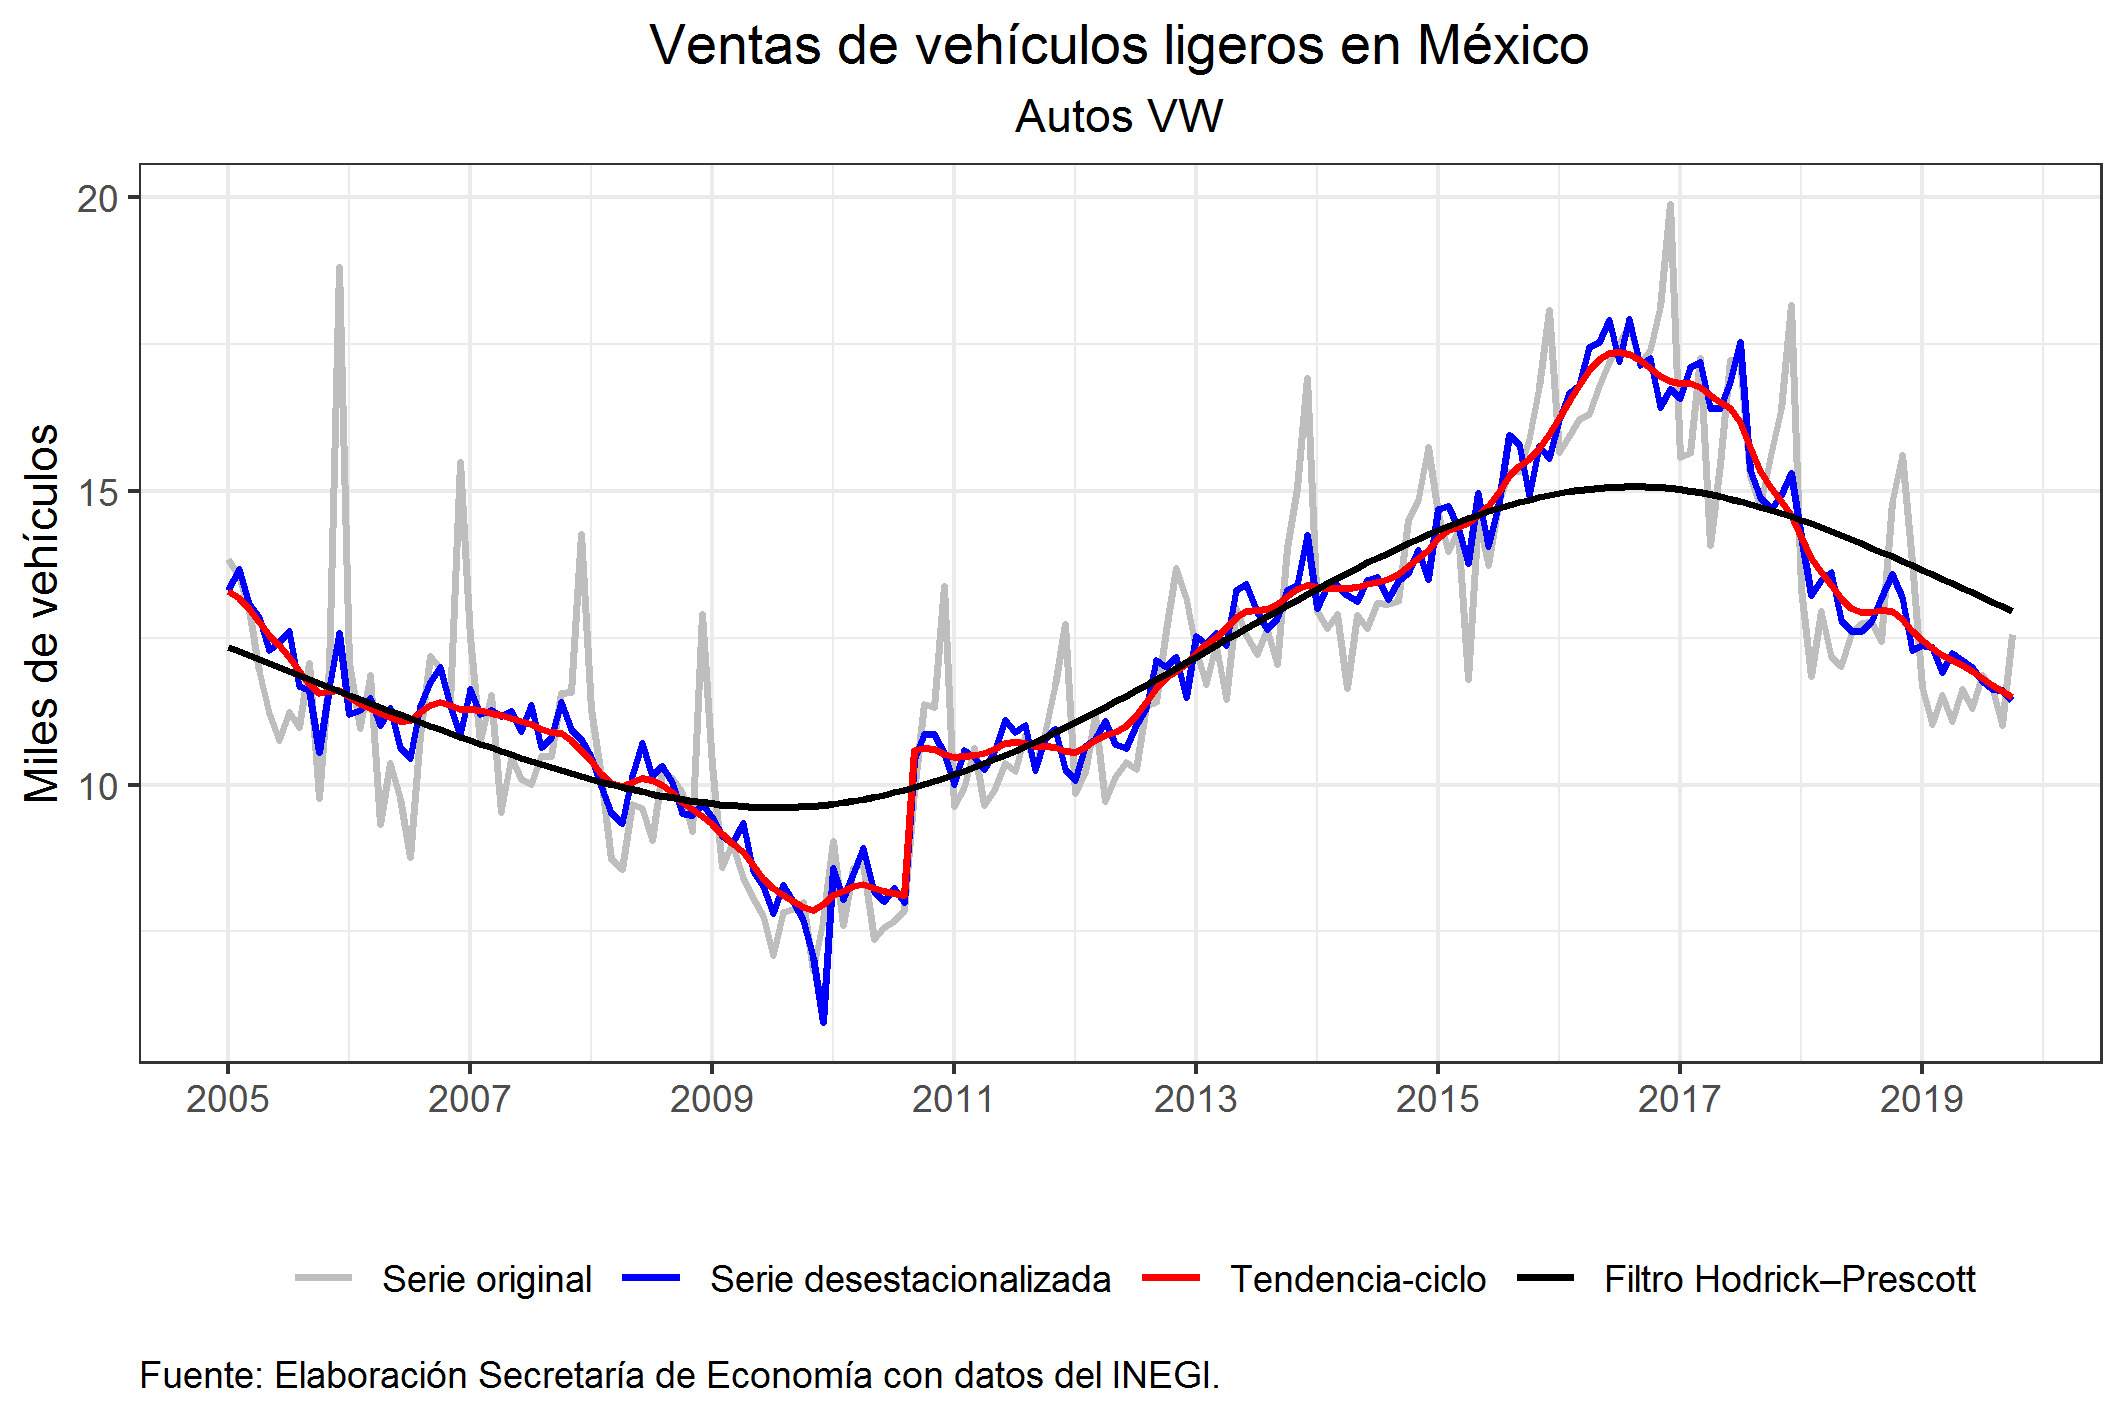 Ventas de vehículos ligeros en México
Autos VW
Miles de vehículos
20
15
10
2005 2007 2009 2011 2013 2015 2017 2019
Serie original Serie desestacionalizada Tendencia-ciclo Filtro Hodrick–Prescott
Fuente: Elaboración Secretaría de Economía con datos del INEGI.